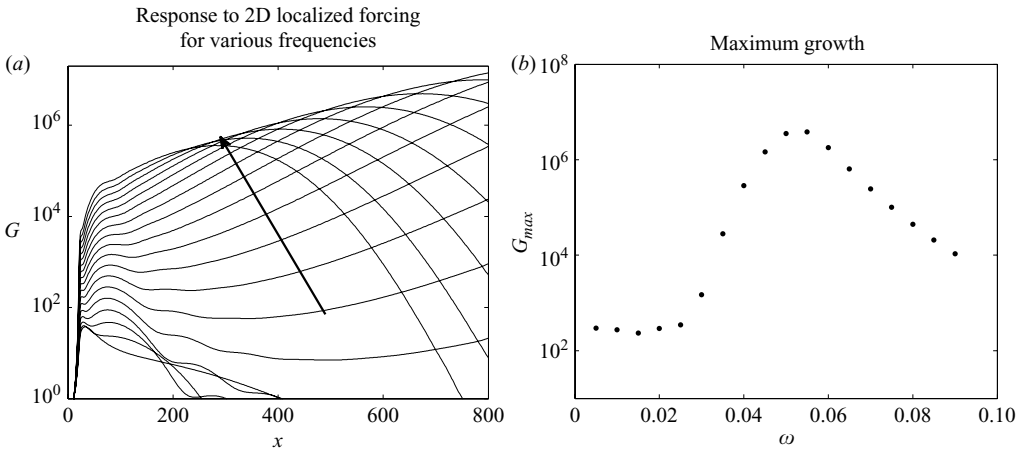 Response to 2D localized forcing
for various frequencies
(a)
10^6
10^4
G
10^2
10^0
0 200 400 600 800
x
Maximum growth
(b)
10^8
10^6
G_max
10^4
10^2
0 0.02 0.04 0.06 0.08 0.10
ω